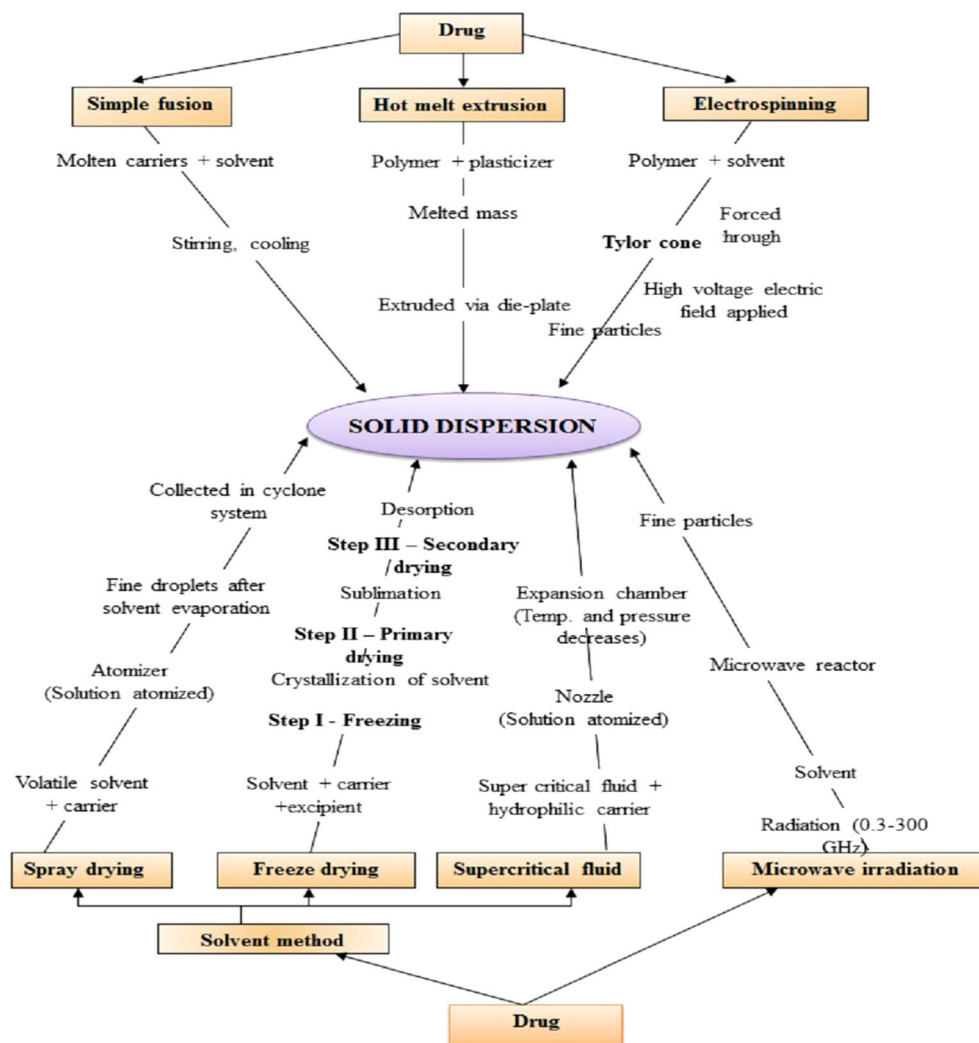 Drug
Simple fusion
Hot melt extrusion
Electrospinning
Molten carriers + solvent
Polymer + plasticizer
Polymer + solvent
Melted mass
Forced
hrough
Tylor cone
Stirring, cooling
High voltage electric
field applied
Extruded via die-plate
Fine particles
SOLID DISPERSION
Collected in cyclone
system
Desorption
Fine particles
Step III – Secondary
drying
Fine droplets after
solvent evaporation
Sublimation
Expansion chamber
(Temp. and pressure
decreases)
Step II – Primary
drying
Crystallization of solvent
Atomizer
(Solution atomized)
Microwave reactor
Nozzle
(Solution atomized)
Step I - Freezing
Volatile solvent
+ carrier
Solvent + carrier
+excipient
Super critical fluid +
hydrophilic carrier
Solvent
Radiation (0.3-300
GHz)
Spray drying
Freeze drying
Supercritical fluid
Microwave irradiation
Solvent method
Drug